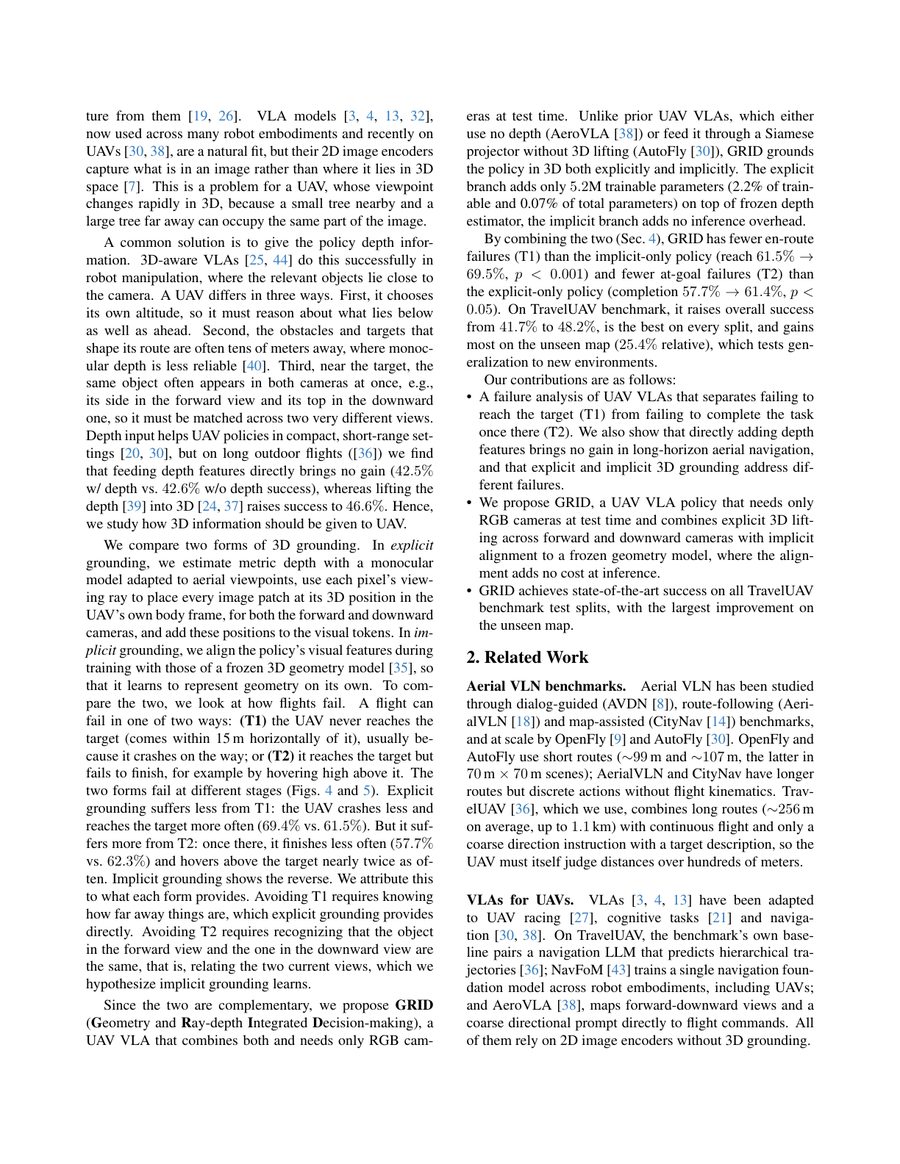 ture from them [19, 26]. VLA models [3, 4, 13, 32],
now used across many robot embodiments and recently on
UAVs [30, 38], are a natural fit, but their 2D image encoders
capture what is in an image rather than where it lies in 3D
space [7]. This is a problem for a UAV, whose viewpoint
changes rapidly in 3D, because a small tree nearby and a
large tree far away can occupy the same part of the image.
A common solution is to give the policy depth infor-
mation. 3D-aware VLAs [25, 44] do this successfully in
robot manipulation, where the relevant objects lie close to
the camera. A UAV differs in three ways. First, it chooses
its own altitude, so it must reason about what lies below
as well as ahead. Second, the obstacles and targets that
shape its route are often tens of meters away, where monoc-
ular depth is less reliable [40]. Third, near the target, the
same object often appears in both cameras at once, e.g.,
its side in the forward view and its top in the downward
one, so it must be matched across two very different views.
Depth input helps UAV policies in compact, short-range set-
tings [20, 30], but on long outdoor flights ([36]) we find
that feeding depth features directly brings no gain (42.5%
w/ depth vs. 42.6% w/o depth success), whereas lifting the
depth [39] into 3D [24, 37] raises success to 46.6%. Hence,
we study how 3D information should be given to UAV.
We compare two forms of 3D grounding. In explicit
grounding, we estimate metric depth with a monocular
model adapted to aerial viewpoints, use each pixel's view-
ing ray to place every image patch at its 3D position in the
UAV's own body frame, for both the forward and downward
cameras, and add these positions to the visual tokens. In im-
plicit grounding, we align the policy's visual features during
training with those of a frozen 3D geometry model [35], so
that it learns to represent geometry on its own. To com-
pare the two, we look at how flights fail. A flight can
fail in one of two ways: (T1) the UAV never reaches the
target (comes within 15 m horizontally of it), usually be-
cause it crashes on the way; or (T2) it reaches the target but
fails to finish, for example by hovering high above it. The
two forms fail at different stages (Figs. 4 and 5). Explicit
grounding suffers less from T1: the UAV crashes less and
reaches the target more often (69.4% vs. 61.5%). But it suf-
fers more from T2: once there, it finishes less often (57.7%
vs. 62.3%) and hovers above the target nearly twice as of-
ten. Implicit grounding shows the reverse. We attribute this
to what each form provides. Avoiding T1 requires knowing
how far away things are, which explicit grounding provides
directly. Avoiding T2 requires recognizing that the object
in the forward view and the one in the downward view are
the same, that is, relating the two current views, which we
hypothesize implicit grounding learns.
Since the two are complementary, we propose GRID
(Geometry and Ray-depth Integrated Decision-making), a
UAV VLA that combines both and needs only RGB cam-
eras at test time. Unlike prior UAV VLAs, which either
use no depth (AeroVLA [38]) or feed it through a Siamese
projector without 3D lifting (AutoFly [30]), GRID grounds
the policy in 3D both explicitly and implicitly. The explicit
branch adds only 5.2M trainable parameters (2.2% of train-
able and 0.07% of total parameters) on top of frozen depth
estimator, the implicit branch adds no inference overhead.
By combining the two (Sec. 4), GRID has fewer en-route
failures (T1) than the implicit-only policy (reach 61.5% →
69.5%, p < 0.001) and fewer at-goal failures (T2) than
the explicit-only policy (completion 57.7% → 61.4%, p <
0.05). On TravelUAV benchmark, it raises overall success
from 41.7% to 48.2%, is the best on every split, and gains
most on the unseen map (25.4% relative), which tests gen-
eralization to new environments.
Our contributions are as follows:
• A failure analysis of UAV VLAs that separates failing to
reach the target (T1) from failing to complete the task
once there (T2). We also show that directly adding depth
features brings no gain in long-horizon aerial navigation,
and that explicit and implicit 3D grounding address dif-
ferent failures.
• We propose GRID, a UAV VLA policy that needs only
RGB cameras at test time and combines explicit 3D lift-
ing across forward and downward cameras with implicit
alignment to a frozen geometry model, where the align-
ment adds no cost at inference.
• GRID achieves state-of-the-art success on all TravelUAV
benchmark test splits, with the largest improvement on
the unseen map.
2. Related Work
Aerial VLN benchmarks. Aerial VLN has been studied
through dialog-guided (AVDN [8]), route-following (Aeri-
alVLN [18]) and map-assisted (CityNav [14]) benchmarks,
and at scale by OpenFly [9] and AutoFly [30]. OpenFly and
AutoFly use short routes (∼99 m and ∼107 m, the latter in
70 m × 70 m scenes); AerialVLN and CityNav have longer
routes but discrete actions without flight kinematics. Trav-
elUAV [36], which we use, combines long routes (∼256 m
on average, up to 1.1 km) with continuous flight and only a
coarse direction instruction with a target description, so the
UAV must itself judge distances over hundreds of meters.
VLAs for UAVs. VLAs [3, 4, 13] have been adapted
to UAV racing [27], cognitive tasks [21] and naviga-
tion [30, 38]. On TravelUAV, the benchmark's own base-
line pairs a navigation LLM that predicts hierarchical tra-
jectories [36]; NavFoM [43] trains a single navigation foun-
dation model across robot embodiments, including UAVs;
and AeroVLA [38], maps forward-downward views and a
coarse directional prompt directly to flight commands. All
of them rely on 2D image encoders without 3D grounding.